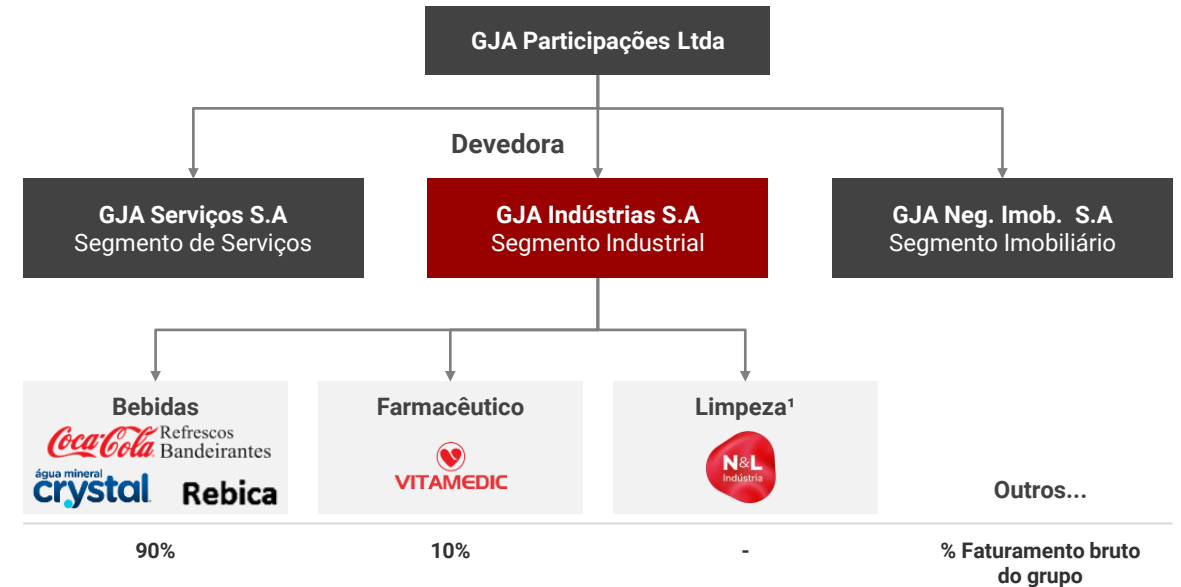 GJA Participações Ltda
Devedora
GJA Serviços S.A
Segmento de Serviços
GJA Indústrias S.A
Segmento Industrial
GJA Neg. Imob. S.A
Segmento Imobiliário
Bebidas
Coca-Cola Refrescos
Bandeirantes
água mineral
crystal
Rebica
Farmacêutico
VITAMEDIC
Limpeza¹
N&L
Indústria
Outros...
90%
10%
-
% Faturamento bruto
do grupo